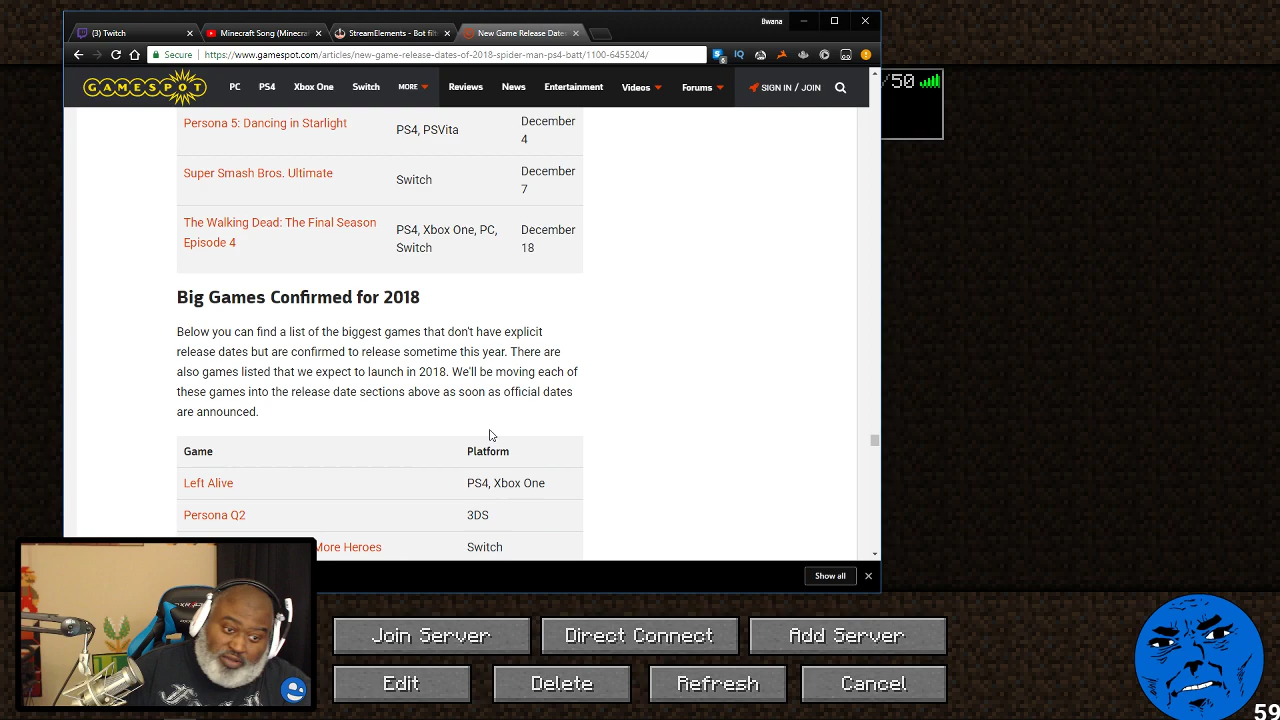 Bwana
(3) Twitch
Minecraft Song (Minecra
StreamElements - Bot filt
New Game Release Date
Secure
https://www.gamespot.com/articles/new-game-release-dates-of-2018-spider-man-ps4-batt/1100-6455204/
GAMESPOT
PC PS4 Xbox One Switch MORE Reviews News Entertainment Videos Forums SIGN IN / JOIN
/50
Persona 5: Dancing in Starlight
PS4, PSVita
December
4
Super Smash Bros. Ultimate
Switch
December
7
The Walking Dead: The Final Season
Episode 4
PS4, Xbox One, PC,
Switch
December
18
Big Games Confirmed for 2018
Below you can find a list of the biggest games that don't have explicit
release dates but are confirmed to release sometime this year. There are
also games listed that we expect to launch in 2018. We'll be moving each of
these games into the release date sections above as soon as official dates
are announced.
Game Platform
Left Alive PS4, Xbox One
Persona Q2 3DS
More Heroes Switch
Show all
Join Server Direct Connect Add Server
Edit Delete Refresh Cancel
59